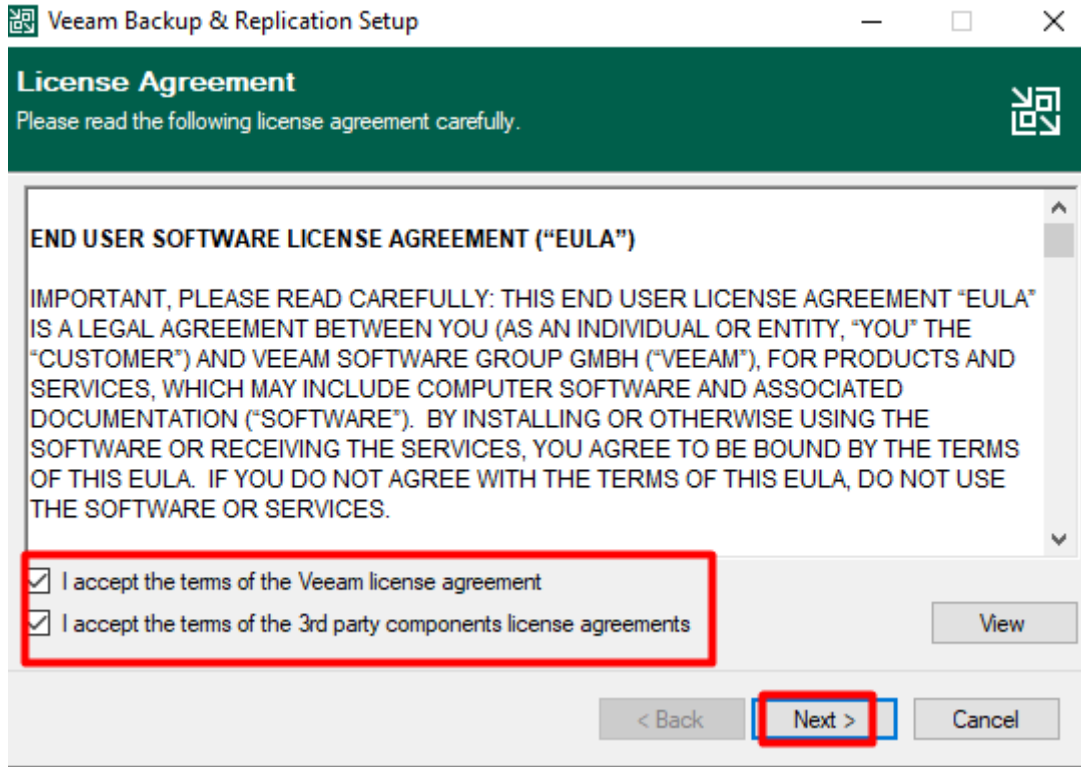 Veeam Backup & Replication Setup
License Agreement
Please read the following license agreement carefully.
END USER SOFTWARE LICENSE AGREEMENT (“EULA”)
IMPORTANT, PLEASE READ CAREFULLY: THIS END USER LICENSE AGREEMENT “EULA”
IS A LEGAL AGREEMENT BETWEEN YOU (AS AN INDIVIDUAL OR ENTITY, “YOU” THE
“CUSTOMER”) AND VEEAM SOFTWARE GROUP GMBH (“VEEAM”), FOR PRODUCTS AND
SERVICES, WHICH MAY INCLUDE COMPUTER SOFTWARE AND ASSOCIATED
DOCUMENTATION (“SOFTWARE”).  BY INSTALLING OR OTHERWISE USING THE
SOFTWARE OR RECEIVING THE SERVICES, YOU AGREE TO BE BOUND BY THE TERMS
OF THIS EULA.  IF YOU DO NOT AGREE WITH THE TERMS OF THIS EULA, DO NOT USE
THE SOFTWARE OR SERVICES.
I accept the terms of the Veeam license agreement
I accept the terms of the 3rd party components license agreements
View
< Back
Next >
Cancel